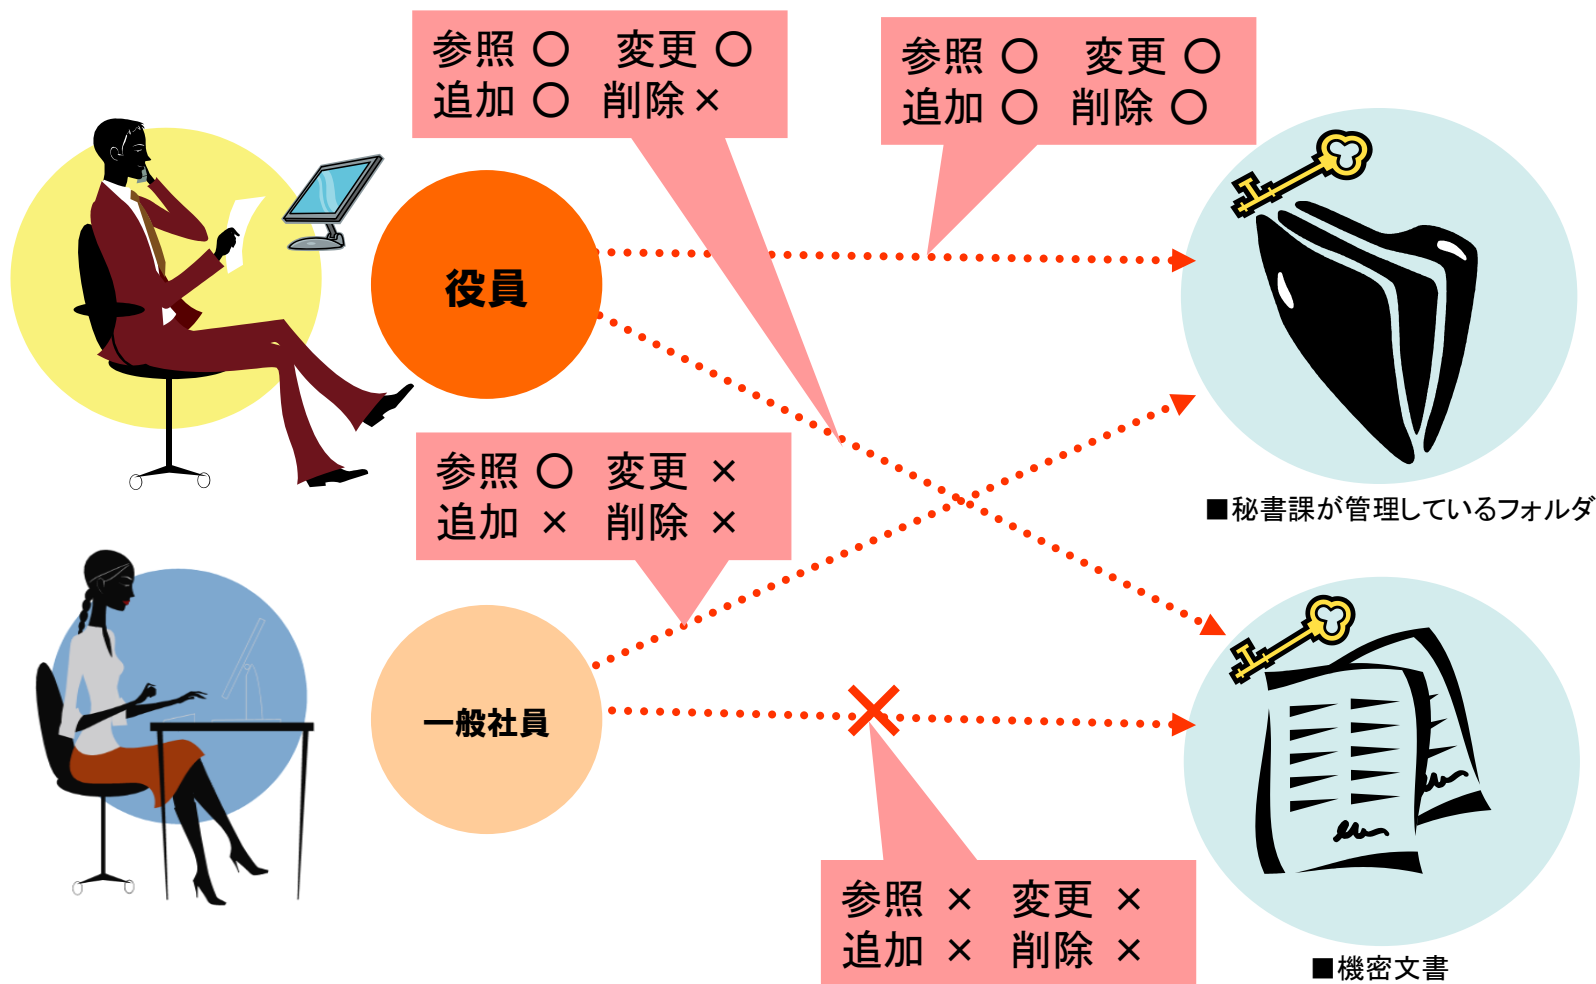 参照 ○ 変更 ○
追加 ○ 削除 ×
参照 ○ 変更 ○
追加 ○ 削除 ○
役員
参照 ○ 変更 ×
追加 × 削除 ×
■秘書課が管理しているフォルダ
一般社員
参照 × 変更 ×
追加 × 削除 ×
■機密文書